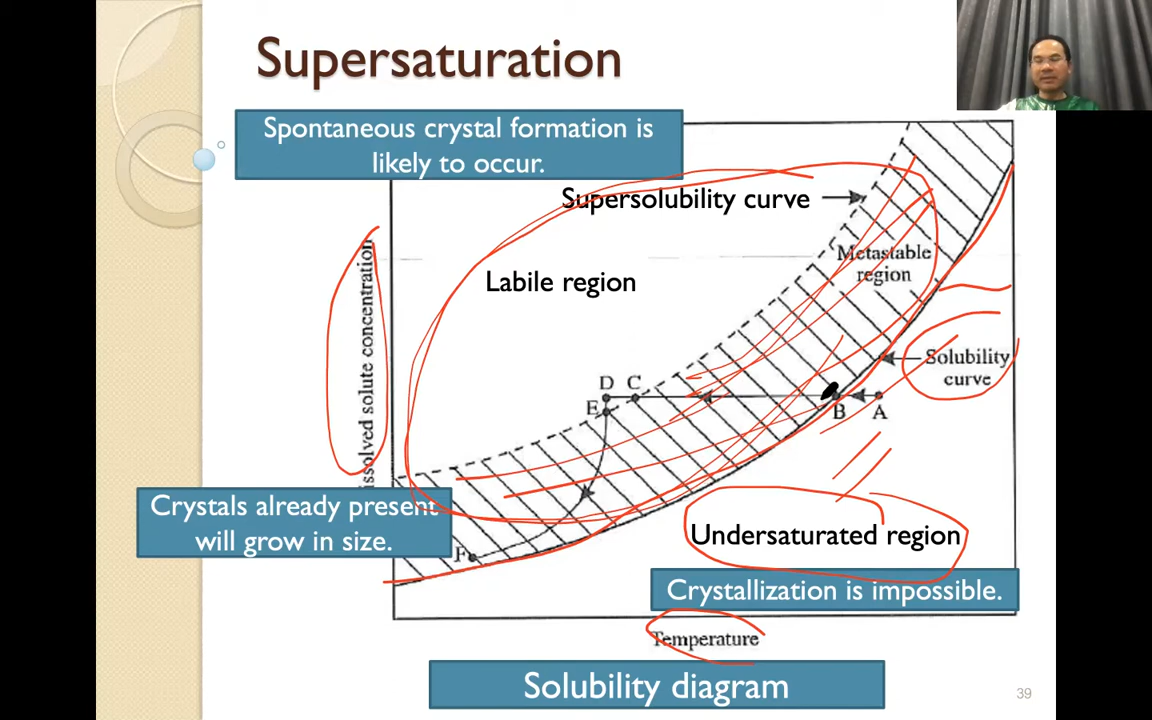 Supersaturation
Spontaneous crystal formation is
likely to occur.
Supersolubility curve
Metastable
region
Labile region
ssolved solute concentration
Solubility
curve
D C
E
B A
Crystals already present
will grow in size.
F
Undersaturated region
Crystallization is impossible.
Temperature
Solubility diagram
39